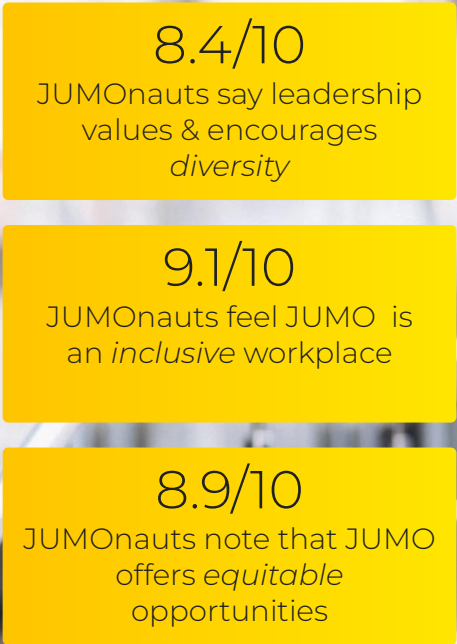 8.4/10
JUMOnauts say leadership
values & encourages
diversity
9.1/10
JUMOnauts feel JUMO  is
an inclusive workplace
8.9/10
JUMOnauts note that JUMO
offers equitable
opportunities